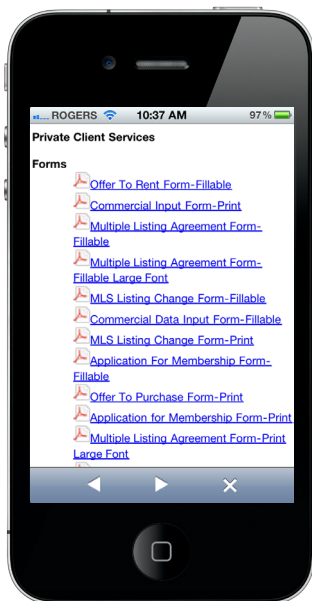 ROGERS 10:37 AM 97%
Private Client Services
Forms
Offer To Rent Form-Fillable
Commercial Input Form-Print
Multiple Listing Agreement Form-
Fillable
Multiple Listing Agreement Form-
Fillable Large Font
MLS Listing Change Form-Fillable
Commercial Data Input Form-Fillable
MLS Listing Change Form-Print
Application For Membership Form-
Fillable
Offer To Purchase Form-Print
Application for Membership Form-Print
Multiple Listing Agreement Form-Print
Large Font